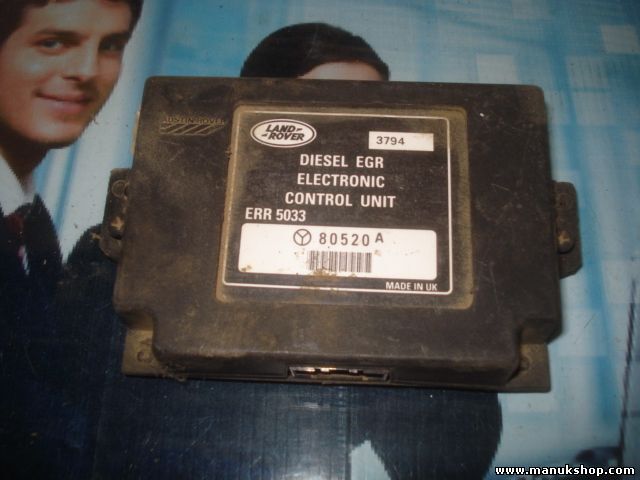 AUSTIN ROVER
LAND-
-ROVER
3794
DIESEL EGR
ELECTRONIC
CONTROL UNIT
ERR 5033
80520 A
MADE IN UK
www.manukshop.com